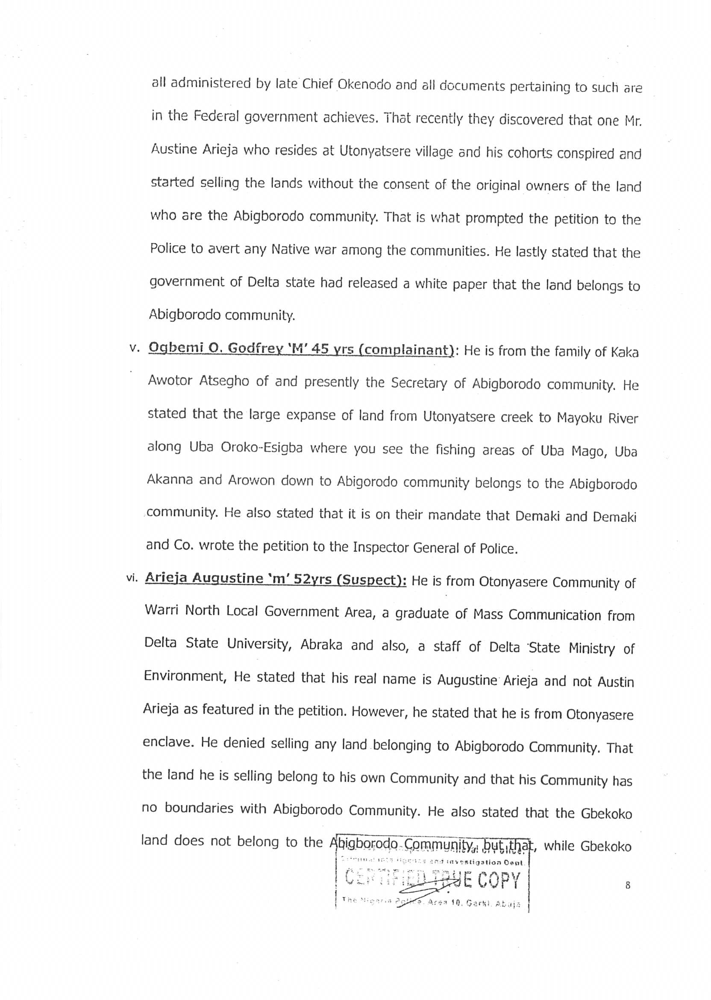 all administered by late Chief Okenodo and all documents pertaining to such are
in the Federal government achieves. That recently they discovered that one Mr.
Austine Arieja who resides at Utonyatsere village and his cohorts conspired and
started selling the lands without the consent of the original owners of the land
who are the Abigborodo community. That is what prompted the petition to the
Police to avert any Native war among the communities. He lastly stated that the
government of Delta state had released a white paper that the land belongs to
Abigborodo community.
v. Ogbemi O. Godfrey 'M' 45 yrs (complainant): He is from the family of Kaka
Awotor Atsegho of and presently the Secretary of Abigborodo community. He
stated that the large expanse of land from Utonyatsere creek to Mayoku River
along Uba Oroko-Esigba where you see the fishing areas of Uba Mago, Uba
Akanna and Arowon down to Abigorodo community belongs to the Abigborodo
community. He also stated that it is on their mandate that Demaki and Demaki
and Co. wrote the petition to the Inspector General of Police.
vi. Arieja Augustine 'm' 52yrs (Suspect): He is from Otonyasere Community of
Warri North Local Government Area, a graduate of Mass Communication from
Delta State University, Abraka and also, a staff of Delta State Ministry of
Environment, He stated that his real name is Augustine Arieja and not Austin
Arieja as featured in the petition. However, he stated that he is from Otonyasere
enclave. He denied selling any land belonging to Abigborodo Community. That
the land he is selling belong to his own Community and that his Community has
no boundaries with Abigborodo Community. He also stated that the Gbekoko
land does not belong to the Abigborodo Community, but that, while Gbekoko
and Investigation Dept.
CERTIFIED TRUE COPY
The Nigeria Police, Area 10, Garki, Abuja
8